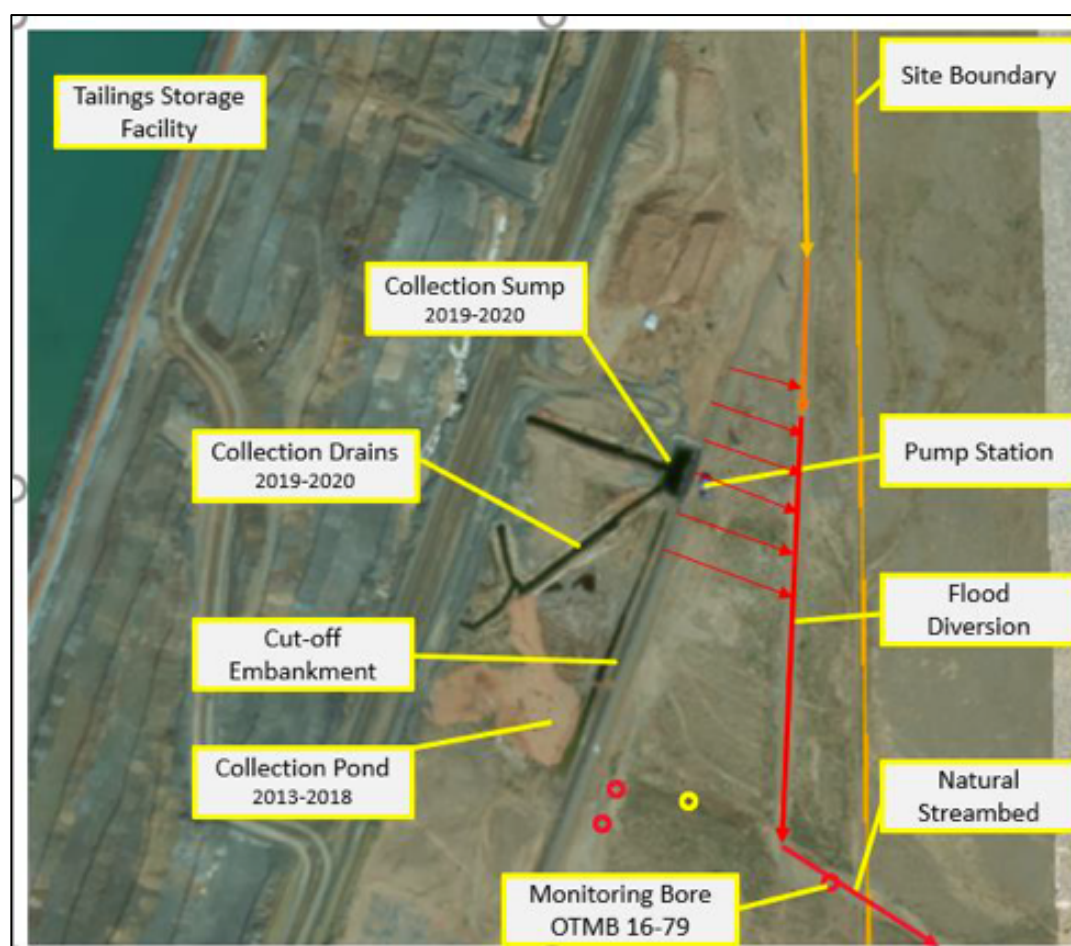 Tailings Storage
Facility
Site Boundary
Collection Sump
2019-2020
Collection Drains
2019-2020
Pump Station
Flood
Diversion
Cut-off
Embankment
Collection Pond
2013-2018
Natural
Streambed
Monitoring Bore
OTMB 16-79